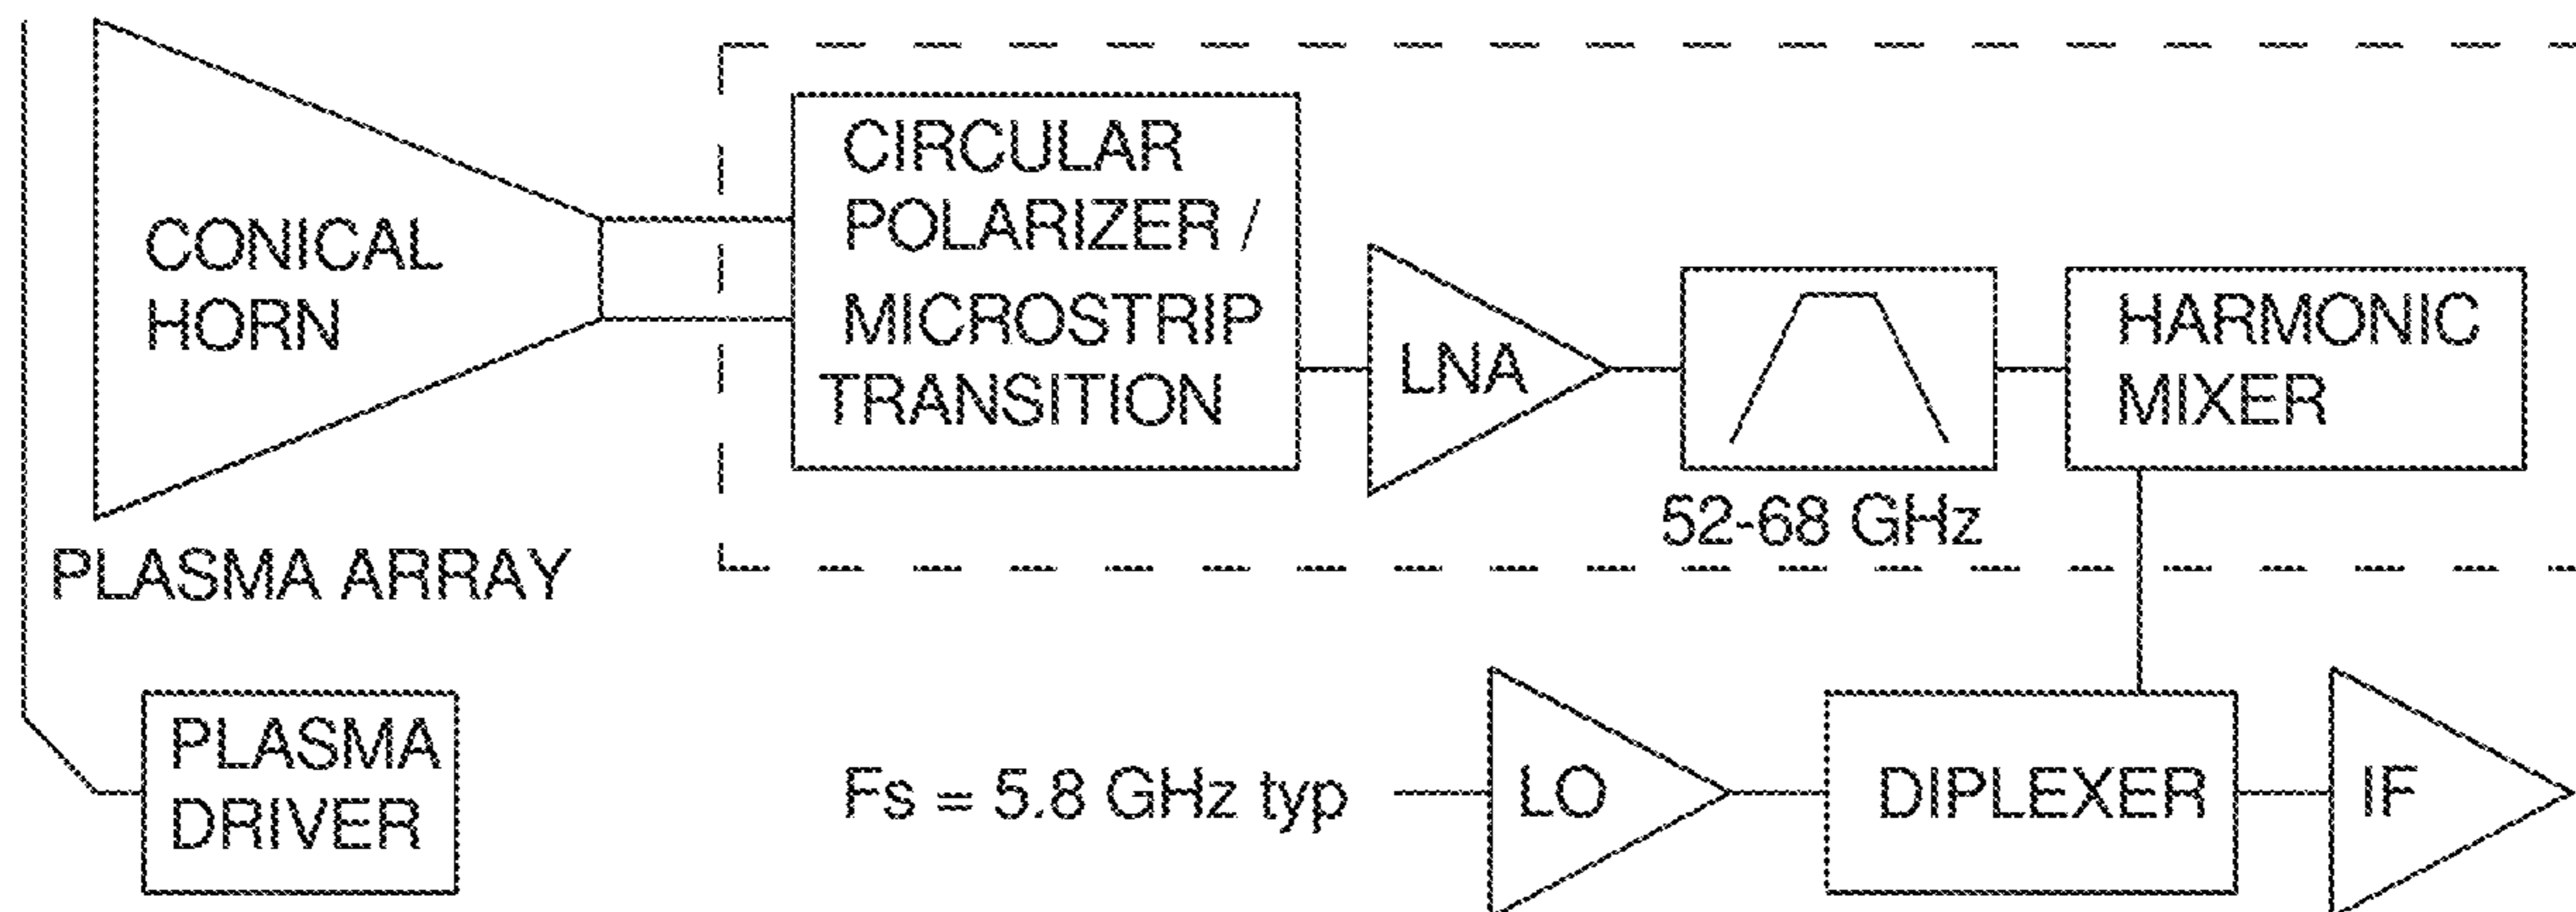 CIRCULAR
POLARIZER /
MICROSTRIP
TRANSITION
CONICAL
HORN
LNA
HARMONIC
MIXER
52-68 GHz
PLASMA ARRAY
PLASMA
DRIVER
Fs = 5.8 GHz typ
LO
DIPLEXER
IF